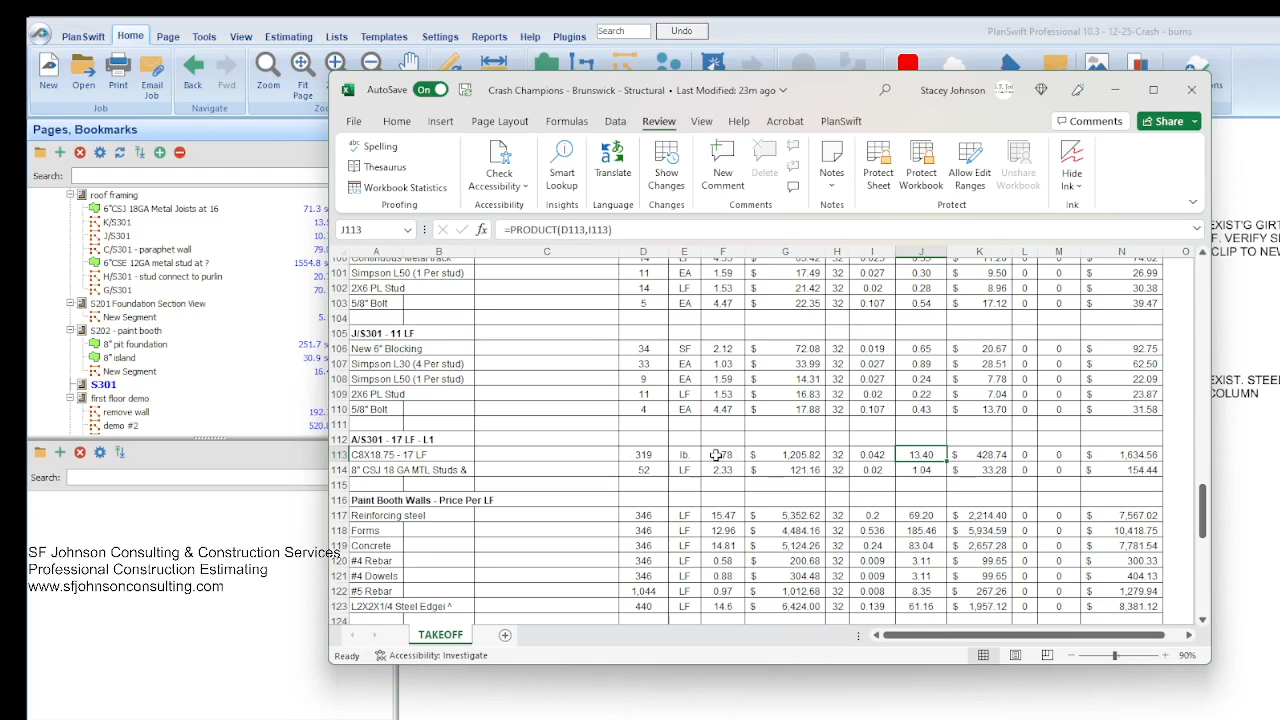 PlanSwift Home Page Tools View Estimating Lists Templates Settings Reports Help Plugins Search Undo PlanSwift Professional 10.3 - 12-25-Crash - burns
New Open Print Email Job Back Fwd Zoom Fit Page
Job Navigate
Pages, Bookmarks
Search:
roof framing
6"CSJ 18GA Metal Joists at 16 71.3 s
K/S301
J/S301
C/S301 - paraphet wall
6"CSE 12GA metal stud at ? 1554.8
H/S301 - stud connect to purlin
G/S301
S201 Foundation Section View
New Segment
S202 - paint booth
8" pit foundation 251.7
8" island 30.9
New Segment
S301
first floor demo
remove wall 192.
demo #2 520.
Search:
SF Johnson Consulting & Construction Services
Professional Construction Estimating
www.sfjohnsonconsulting.com
AutoSave On Crash Champions - Brunswick - Structural • Last Modified: 23m ago Stacey Johnson
File Home Insert Page Layout Formulas Data Review View Help Acrobat PlanSwift Comments Share
Spelling
Thesaurus
Workbook Statistics
Check Accessibility
Smart Lookup
Translate
Show Changes
New Comment
Delete
Notes
Protect Sheet
Protect Workbook
Allow Edit Ranges
Unshare Workbook
Hide Ink
Proofing Accessibility Insights Language Changes Comments Notes Protect Ink
J113 fx =PRODUCT(D113,I113)
A B C D E F G H I J K L M N
101 Simpson L50 (1 Per stud) 11 EA 1.59 $ 17.49 32 0.027 0.30 $ 9.50 0 0 $ 26.99
102 2X6 PL Stud 14 LF 1.53 $ 21.42 32 0.02 0.28 $ 8.96 0 0 $ 30.38
103 5/8" Bolt 5 EA 4.47 $ 22.35 32 0.107 0.54 $ 17.12 0 0 $ 39.47
104
105 J/S301 - 11 LF
106 New 6" Blocking 34 SF 2.12 $ 72.08 32 0.019 0.65 $ 20.67 0 0 $ 92.75
107 Simpson L30 (4 Per stud) 33 EA 1.03 $ 33.99 32 0.027 0.89 $ 28.51 0 0 $ 62.50
108 Simpson L50 (1 Per stud) 9 EA 1.59 $ 14.31 32 0.027 0.24 $ 7.78 0 0 $ 22.09
109 2X6 PL Stud 11 LF 1.53 $ 16.83 32 0.02 0.22 $ 7.04 0 0 $ 23.87
110 5/8" Bolt 4 EA 4.47 $ 17.88 32 0.107 0.43 $ 13.70 0 0 $ 31.58
111
112 A/S301 - 17 LF - L1
113 C8X18.75 - 17 LF 319 lb. $ 1,205.82 32 0.042 13.40 $ 428.74 0 0 $ 1,634.56
114 8" CSJ 18 GA MTL Studs & 52 LF 2.33 $ 121.16 32 0.02 1.04 $ 33.28 0 0 $ 154.44
115
116 Paint Booth Walls - Price Per LF
117 Reinforcing steel 346 LF 15.47 $ 5,352.62 32 0.2 69.20 $ 2,214.40 0 0 $ 7,567.02
118 Forms 346 LF 12.96 $ 4,484.16 32 0.536 185.46 $ 5,934.59 0 0 $ 10,418.75
119 Concrete 346 LF 14.81 $ 5,124.26 32 0.24 83.04 $ 2,657.28 0 0 $ 7,781.54
120 #4 Rebar 346 LF 0.58 $ 200.68 32 0.009 3.11 $ 99.65 0 0 $ 300.33
121 #4 Dowels 346 LF 0.88 $ 304.48 32 0.009 3.11 $ 99.65 0 0 $ 404.13
122 #5 Rebar 1,044 LF 0.97 $ 1,012.68 32 0.008 8.35 $ 267.26 0 0 $ 1,279.94
123 L2X2X1/4 Steel Edgei ^ 440 LF 14.6 $ 6,424.00 32 0.139 61.16 $ 1,957.12 0 0 $ 8,381.12
TAKEOFF
Ready Accessibility: Investigate 90%
EXIST'G GIRT
F. VERIFY S
CLIP TO NEW
EXIST. STEE
COLUMN